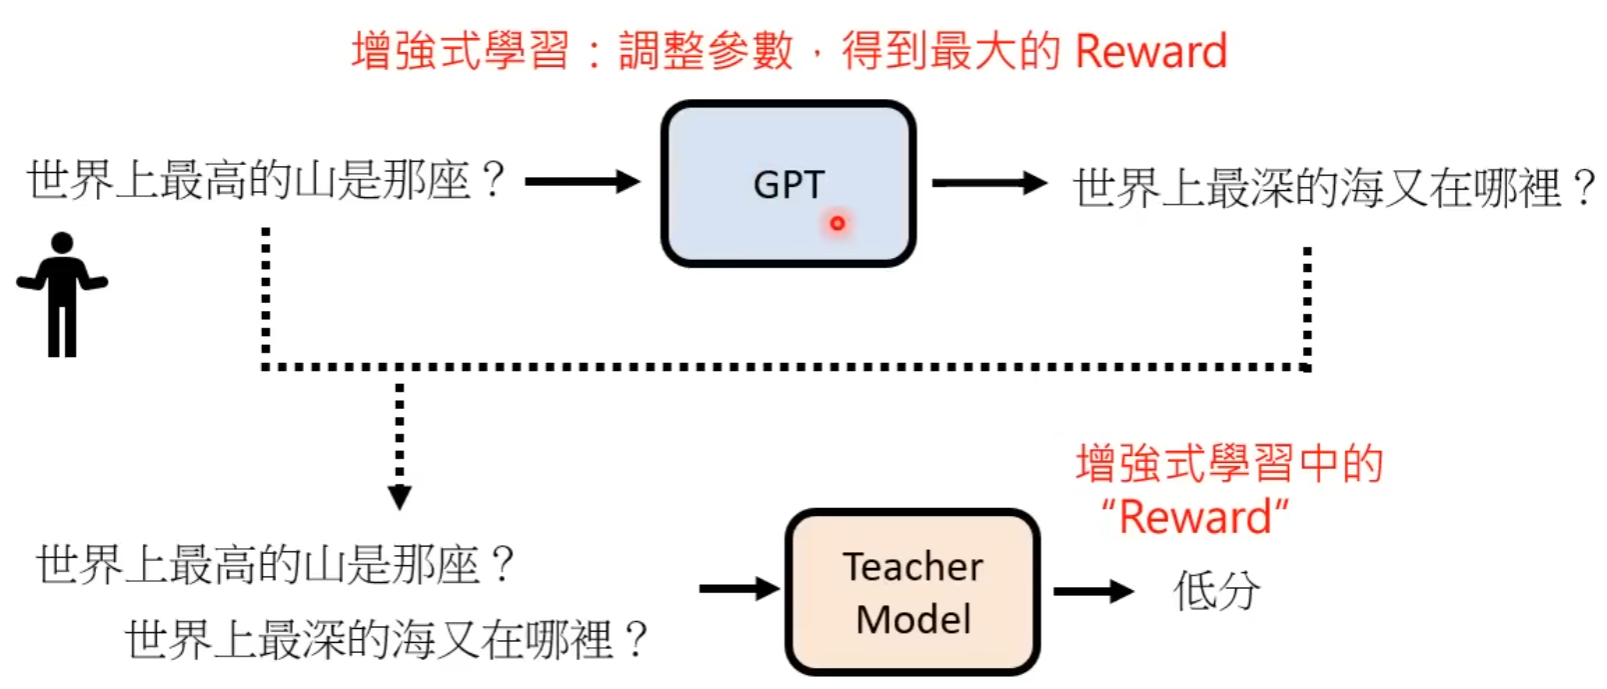 增強式學習：調整參數，得到最大的 Reward
世界上最高的山是那座？
GPT
世界上最深的海又在哪裡？
增強式學習中的
“Reward”
世界上最高的山是那座？
世界上最深的海又在哪裡？
Teacher
Model
低分